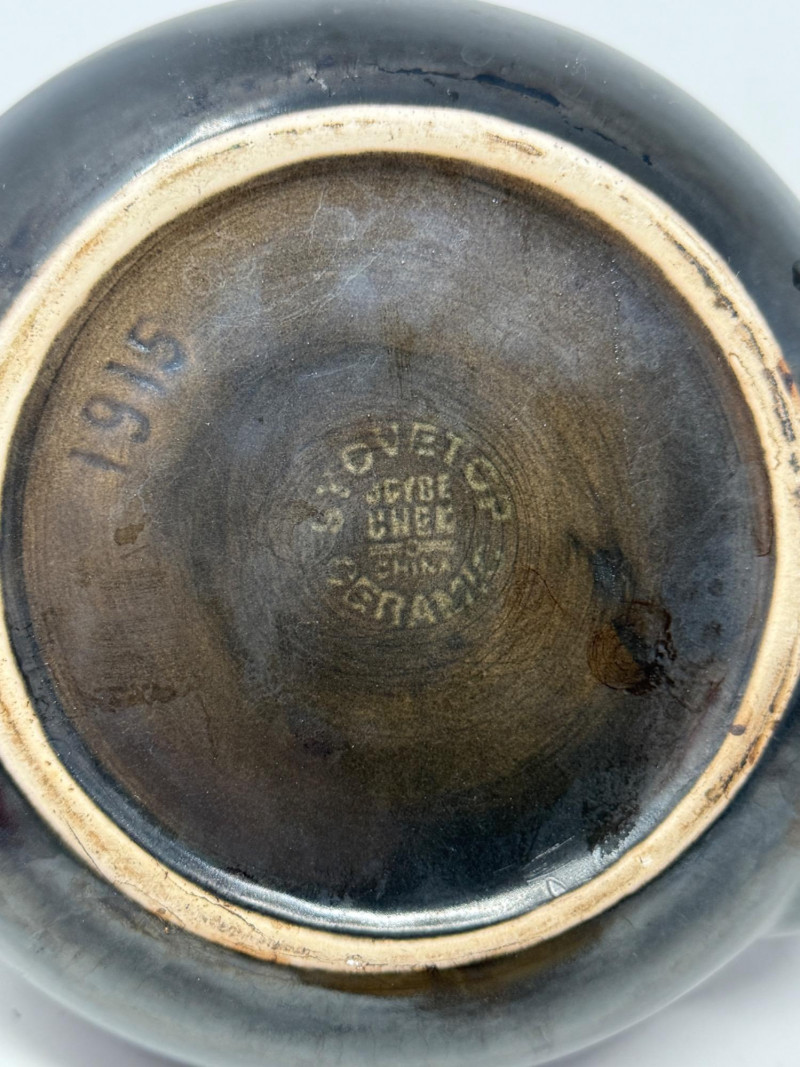 1915
STOVETOP
JOYCE
CHEN
CHINA
CERAMIC